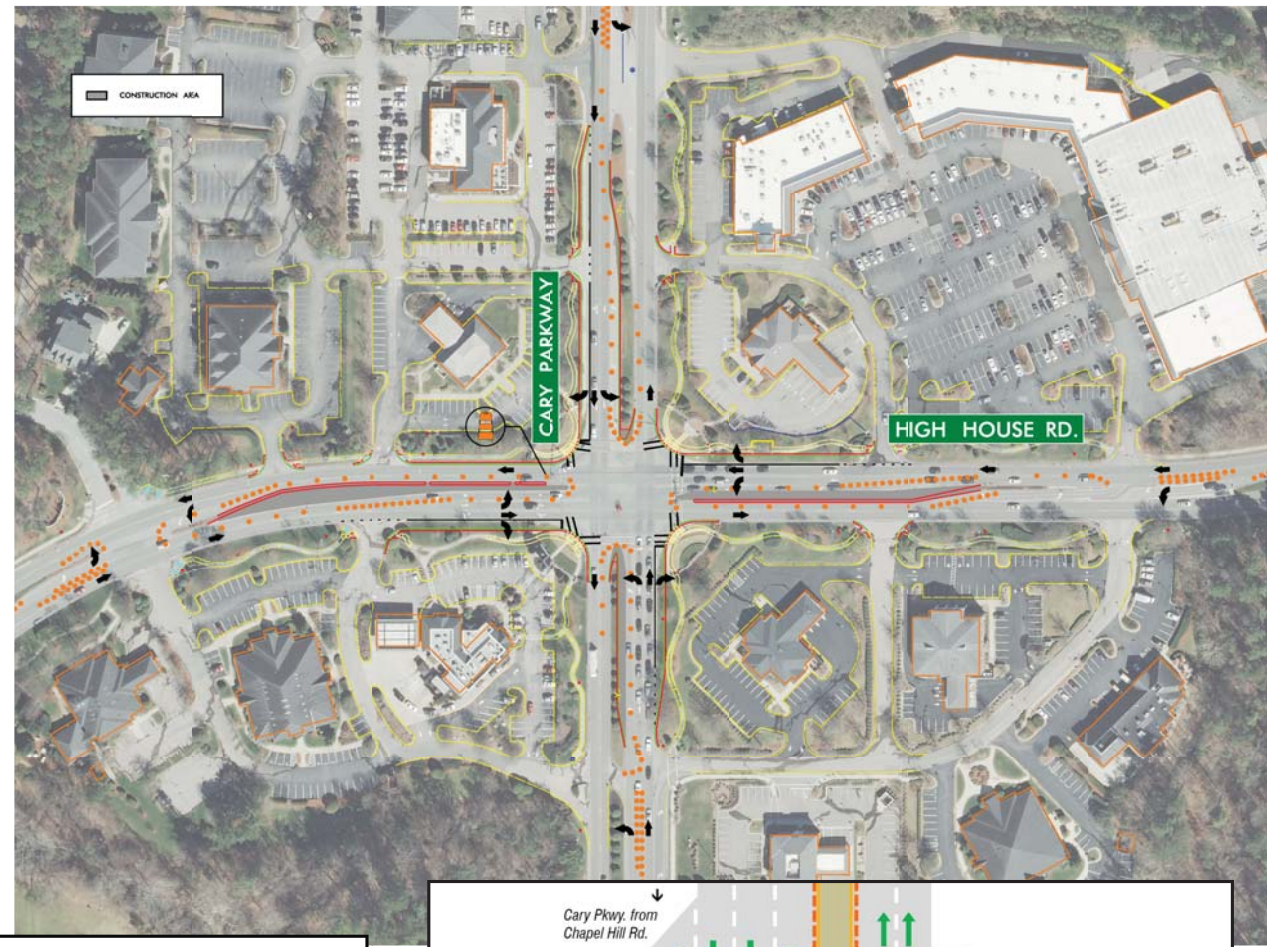 CONSTRUCTION AREA
CARY PARKWAY
HIGH HOUSE RD.
Cary Pkwy. from
Chapel Hill Rd.